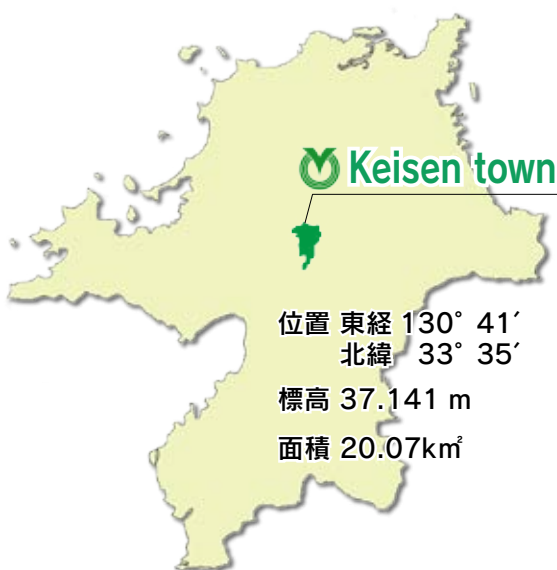 Keisen town
位置 東経 130° 41′
北緯 33° 35′
標高 37.141 m
面積 20.07k㎡